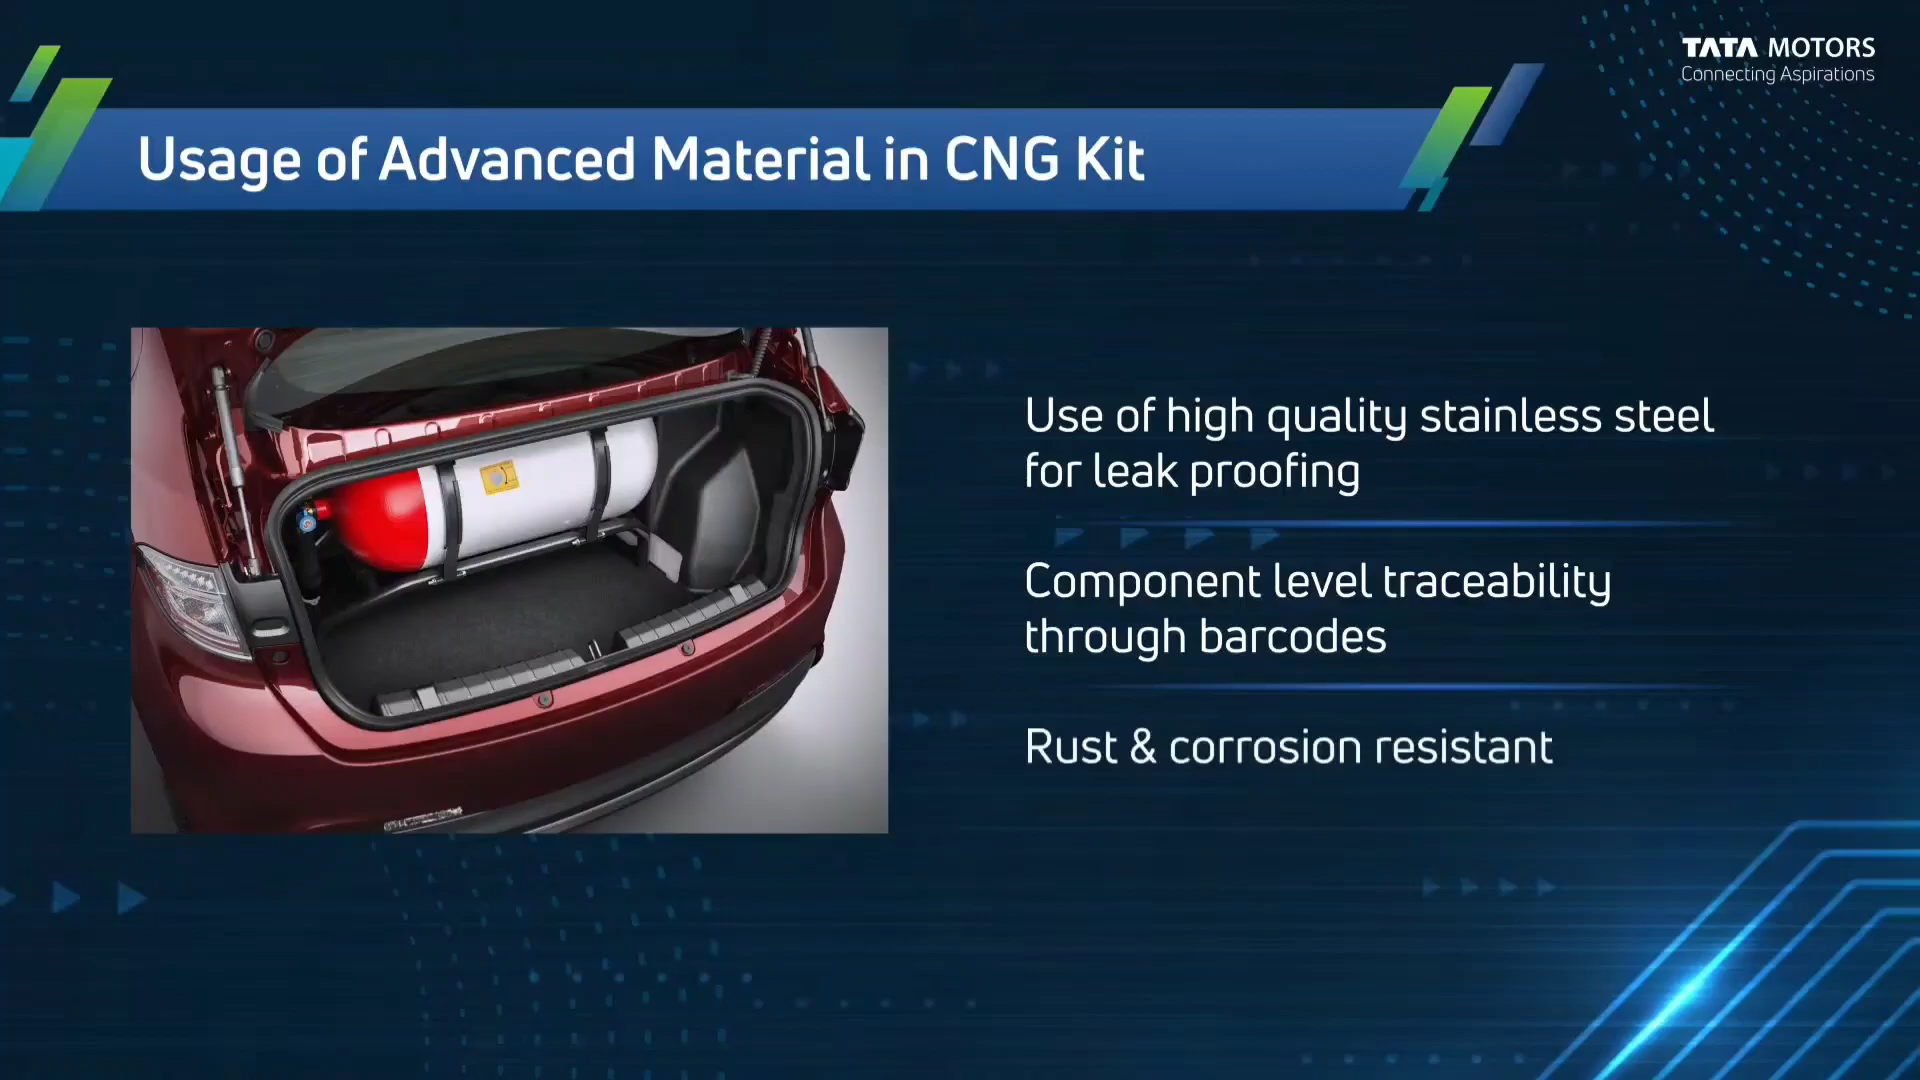 TATA MOTORS
Connecting Aspirations
Usage of Advanced Material in CNG Kit
Use of high quality stainless steel
for leak proofing
Component level traceability
through barcodes
Rust & corrosion resistant